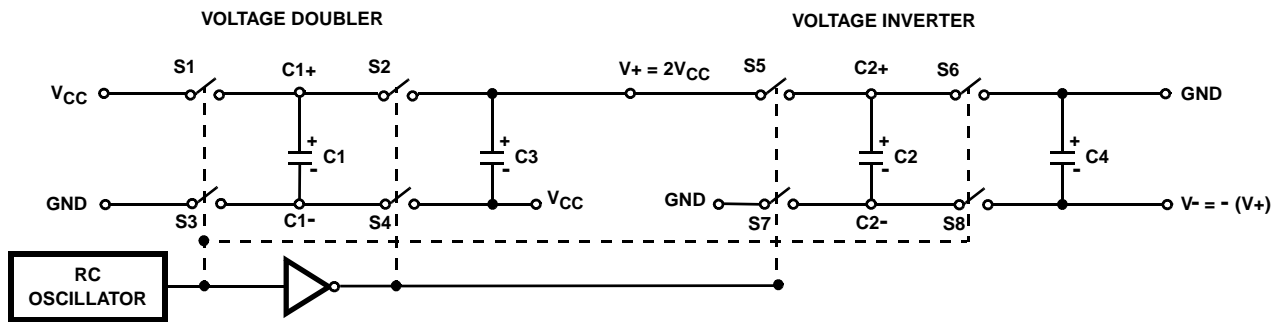 VOLTAGE DOUBLER
VOLTAGE INVERTER
S1
C1+
S2
V+ = 2VCC
S5
C2+
S6
VCC
GND
+
C1
-
+
C3
-
+
C2
-
+
C4
-
GND
S3
C1-
S4
VCC
GND
S7
C2-
S8
V- = - (V+)
RC
OSCILLATOR